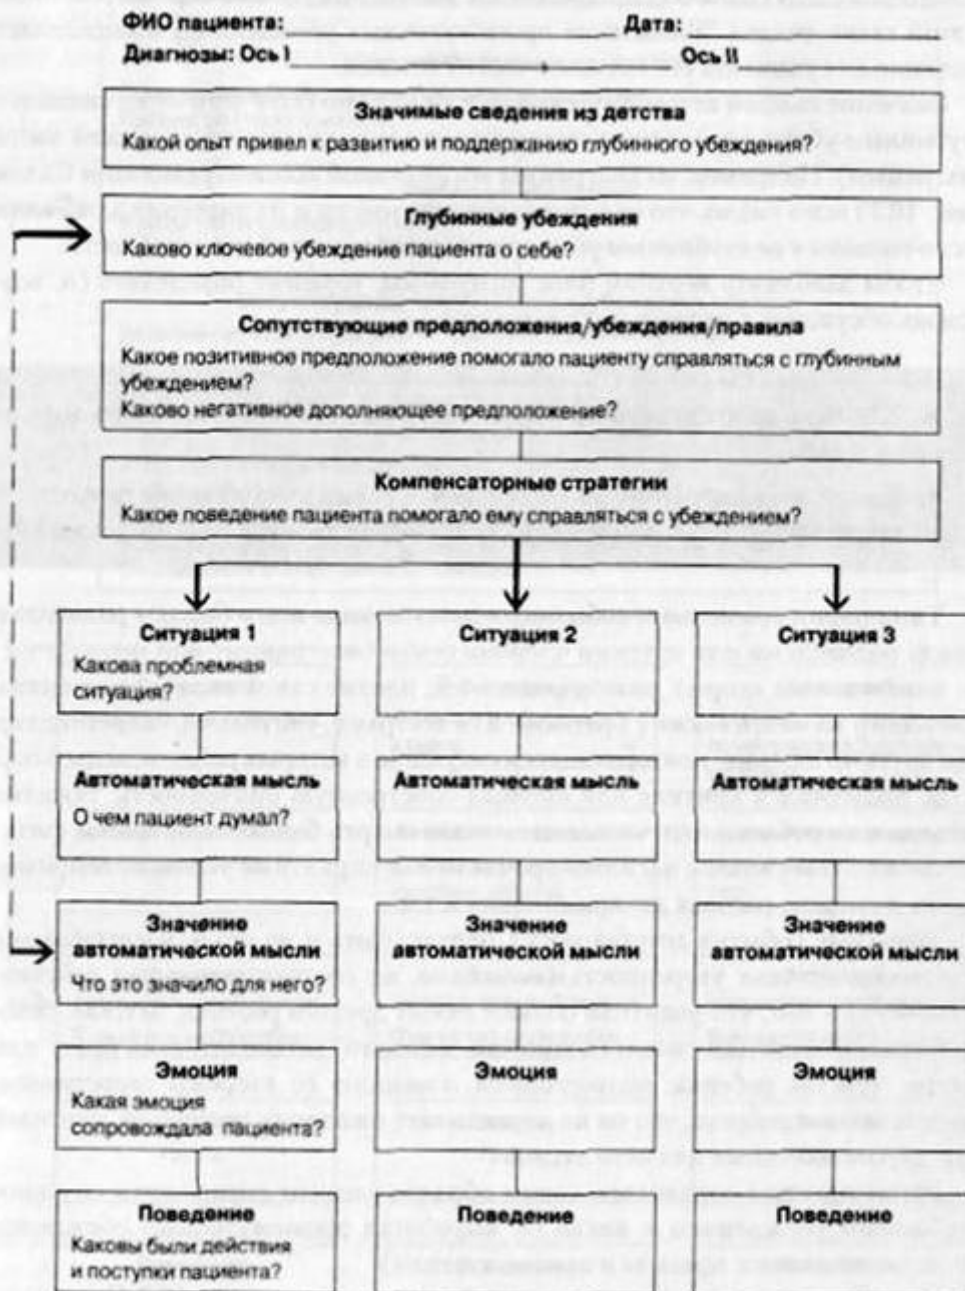 ФИО пациента: Дата:
Диагнозы: Ось I Ось II
Значимые сведения из детства
Какой опыт привел к развитию и поддержанию глубинного убеждения?
Глубинные убеждения
Каково ключевое убеждение пациента о себе?
Сопутствующие предположения/убеждения/правила
Какое позитивное предположение помогало пациенту справляться с глубинным
убеждением?
Каково негативное дополняющее предположение?
Компенсаторные стратегии
Какое поведение пациента помогало ему справляться с убеждением?
Ситуация 1
Какова проблемная
ситуация?
Ситуация 2
Ситуация 3
Автоматическая мысль
О чем пациент думал?
Автоматическая мысль
Автоматическая мысль
Значение
автоматической мысли
Что это значило для него?
Значение
автоматической мысли
Значение
автоматической мысли
Эмоция
Какая эмоция
сопровождала пациента?
Эмоция
Эмоция
Поведение
Каковы были действия
и поступки пациента?
Поведение
Поведение